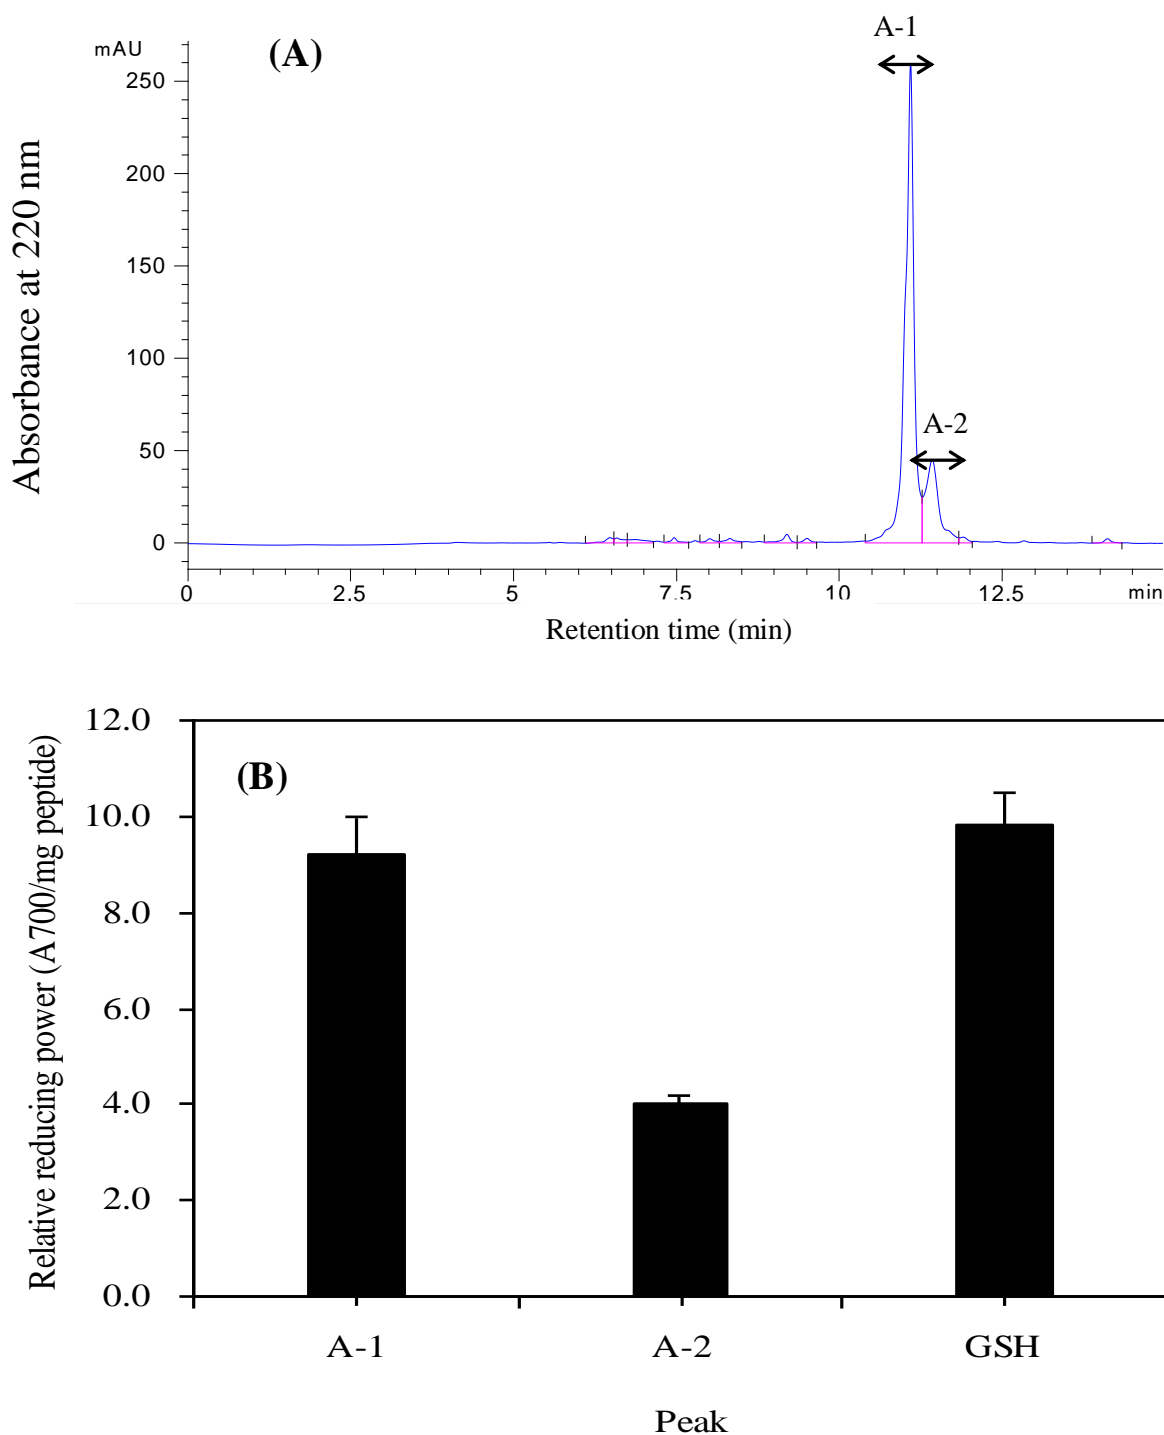 A-1
mAU
(A)
250
200
150
100
50
0
Absorbance at 220 nm
A-2
0 2.5 5 7.5 10 12.5 min
Retention time (min)
12.0
10.0
8.0
6.0
4.0
2.0
0.0
Relative reducing power (A700/mg peptide)
(B)
A-1 A-2 GSH
Peak